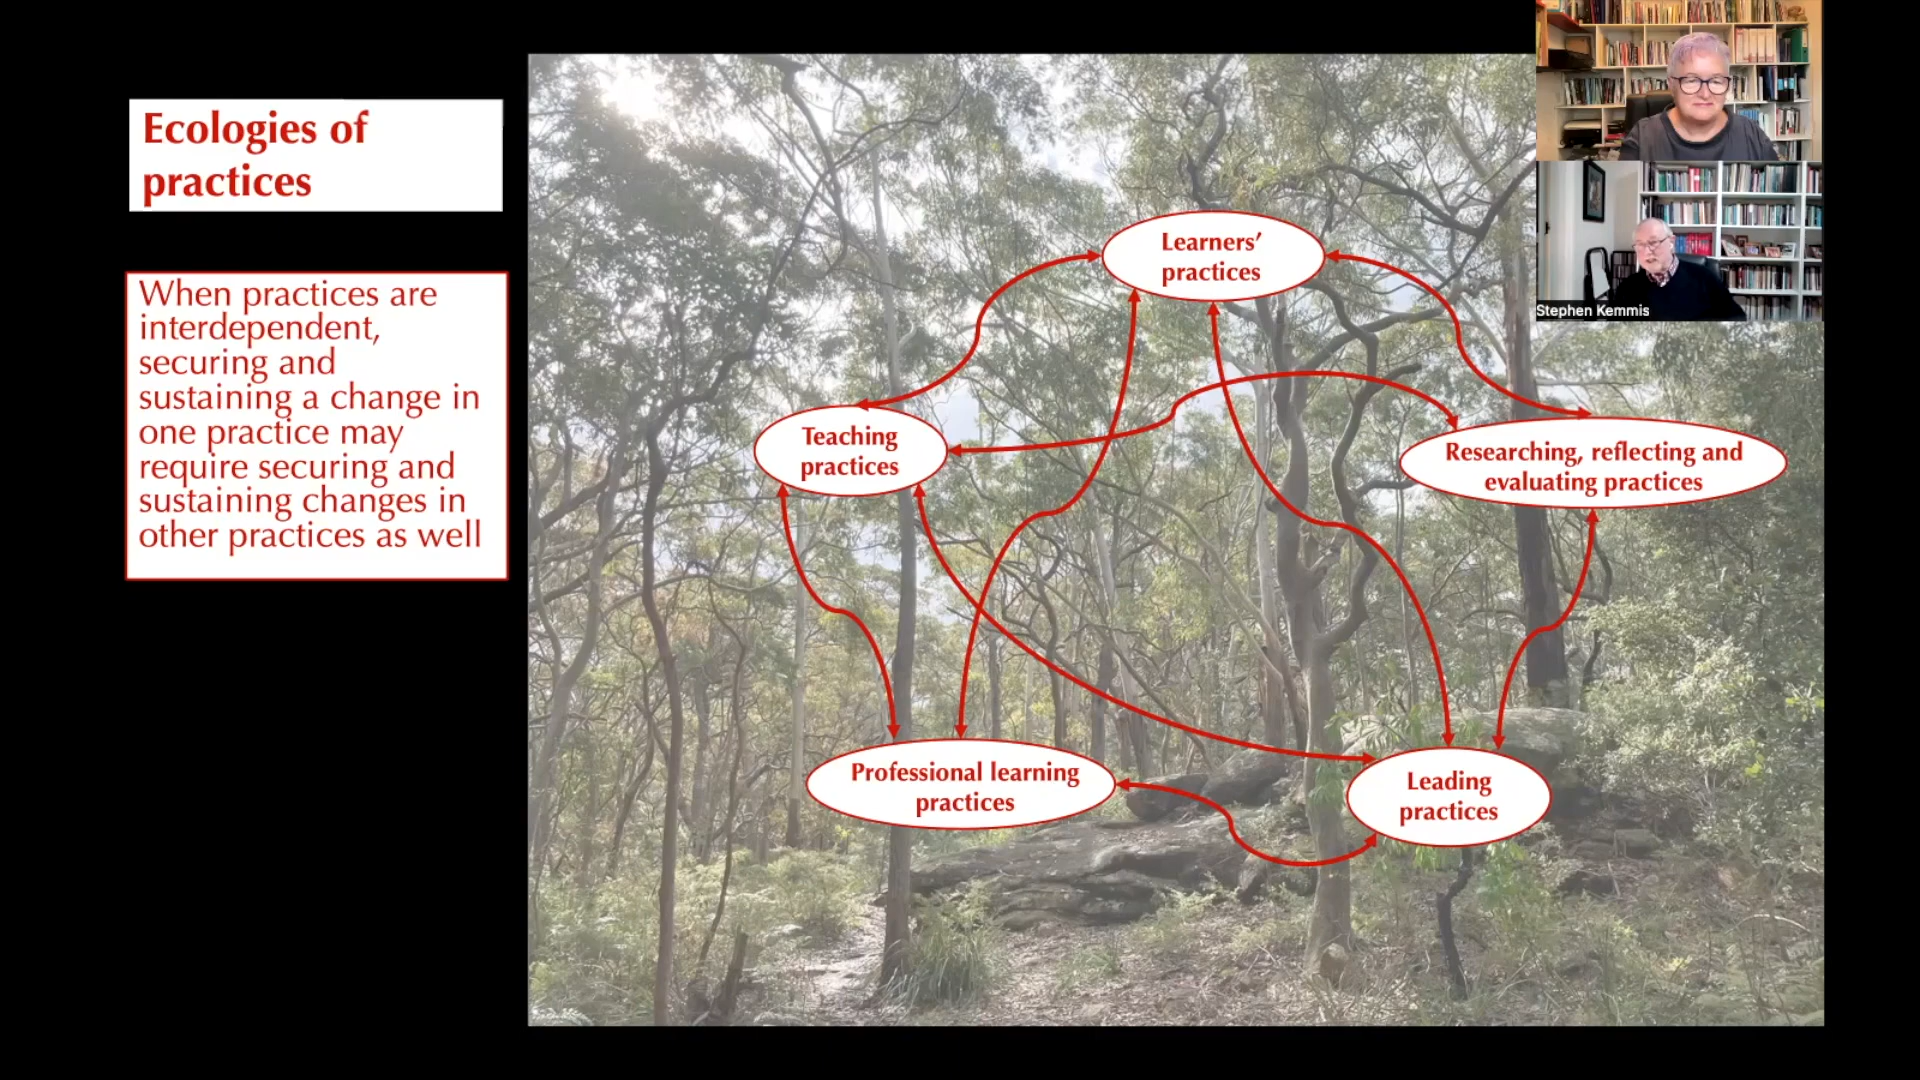 Ecologies of
practices
When practices are
interdependent,
securing and
sustaining a change in
one practice may
require securing and
sustaining changes in
other practices as well
Learners’
practices
Teaching
practices
Researching, reflecting and
evaluating practices
Professional learning
practices
Leading
practices
Stephen Kemmis